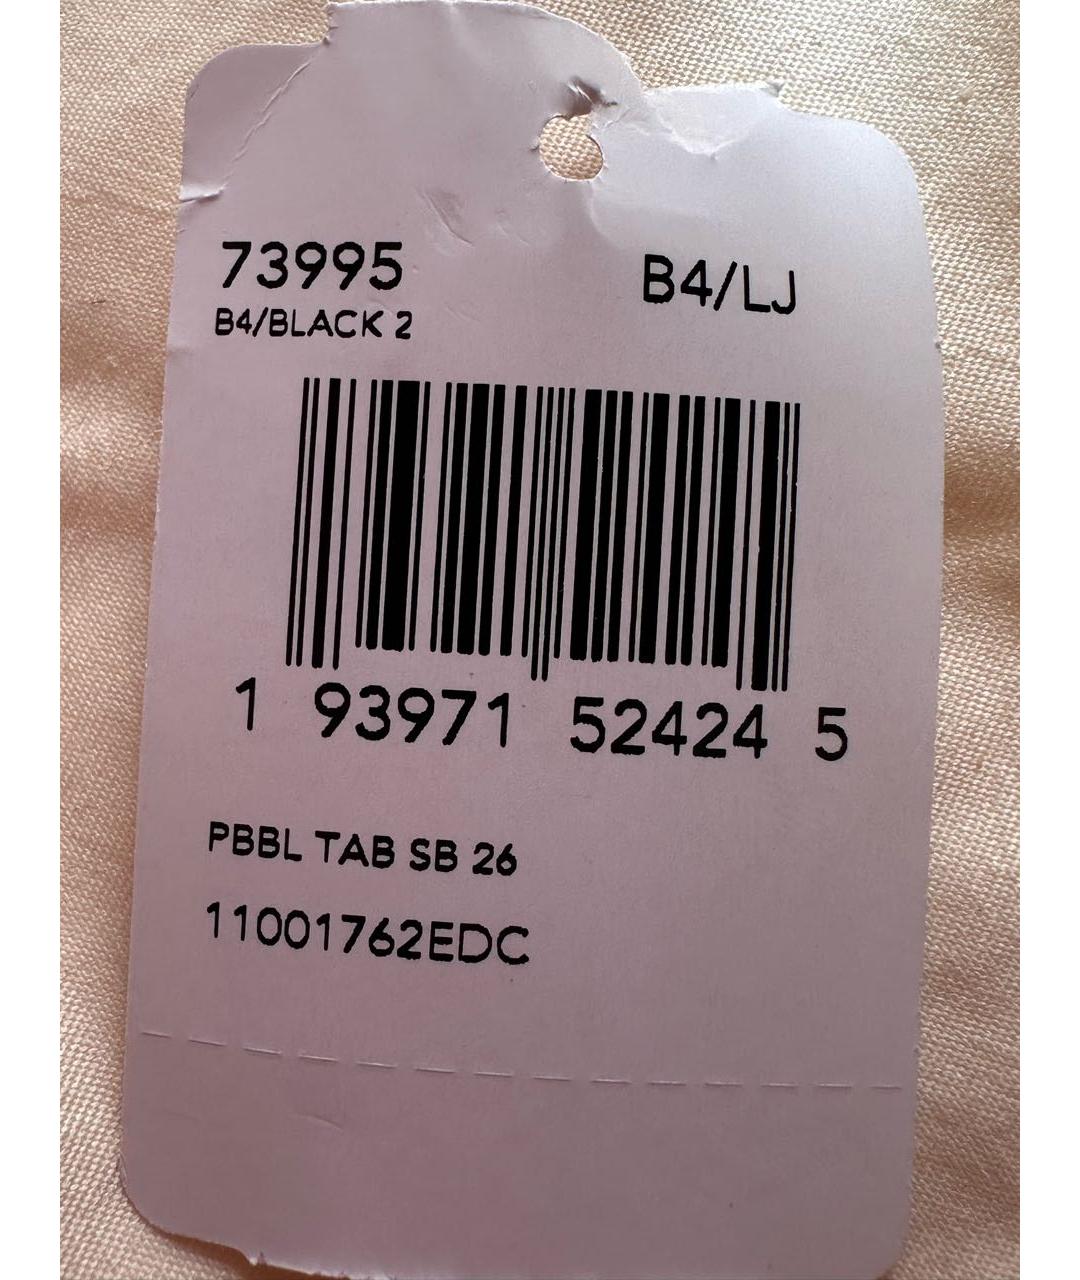 73995 B4/LJ
B4/BLACK 2
1 93971 52424 5
PBBL TAB SB 26
11001762EDC